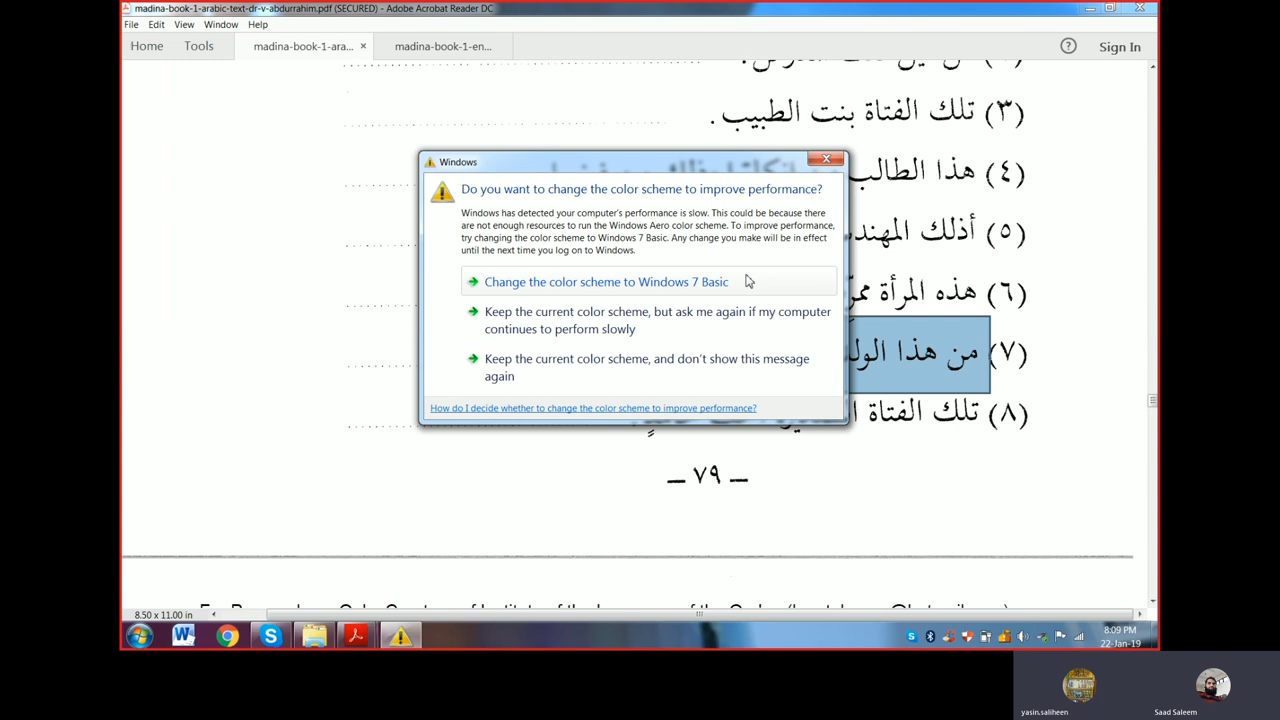 madina-book-1-arabic-text-dr-v-abdurrahim.pdf (SECURED) - Adobe Acrobat Reader DC
File Edit View Window Help
Home Tools madina-book-1-ara... × madina-book-1-en... ? Sign In
(٣) تلك الفتاة بنت الطبيب .
(٤) هذا الطالب
(٥) أذلك
(٦) هذه المرأة
(٧) من هذا
(٨) تلك الفتاة
Windows
Do you want to change the color scheme to improve performance?
Windows has detected your computer's performance is slow. This could be because there
are not enough resources to run the Windows Aero color scheme. To improve performance,
try changing the color scheme to Windows 7 Basic. Any change you make will be in effect
until the next time you log on to Windows.
Change the color scheme to Windows 7 Basic
Keep the current color scheme, but ask me again if my computer
continues to perform slowly
Keep the current color scheme, and don't show this message
again
How do I decide whether to change the color scheme to improve performance?
– ٧٩ –
8.50 x 11.00 in
8:09 PM
22-Jan-19
yasin.saliheen Saad Saleem